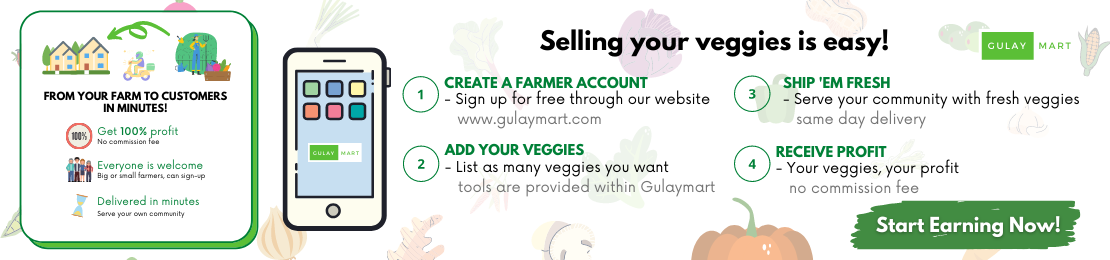 FROM YOUR FARM TO CUSTOMERS
IN MINUTES!
100%
Get 100% profit
No commission fee
Everyone is welcome
Big or small farmers, can sign-up
Delivered in minutes
Serve your own community
GULAY MART
Selling your veggies is easy!
GULAY MART
1
CREATE A FARMER ACCOUNT
- Sign up for free through our website
www.gulaymart.com
2
ADD YOUR VEGGIES
- List as many veggies you want
tools are provided within Gulaymart
3
SHIP 'EM FRESH
- Serve your community with fresh veggies
same day delivery
4
RECEIVE PROFIT
- Your veggies, your profit
no commission fee
Start Earning Now!